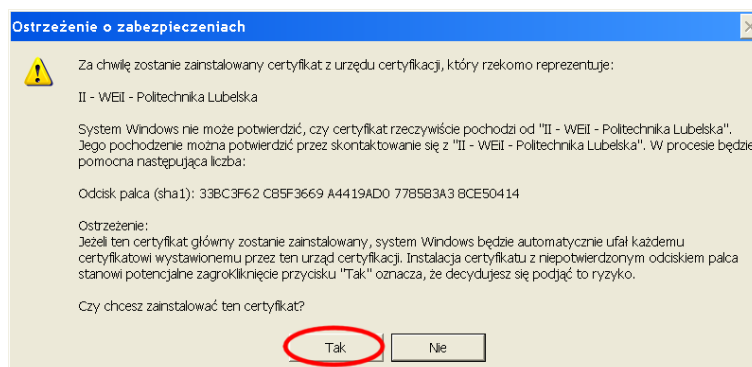 Ostrzeżenie o zabezpieczeniach
Za chwilę zostanie zainstalowany certyfikat z urzędu certyfikacji, który rzekomo reprezentuje:
II - WEiI - Politechnika Lubelska
System Windows nie może potwierdzić, czy certyfikat rzeczywiście pochodzi od "II - WEiI - Politechnika Lubelska".
Jego pochodzenie można potwierdzić przez skontaktowanie się z "II - WEiI - Politechnika Lubelska". W procesie będzie
pomocna następująca liczba:
Odcisk palca (sha1): 33BC3F62 C85F3669 A4419AD0 778583A3 8CE50414
Ostrzeżenie:
Jeżeli ten certyfikat główny zostanie zainstalowany, system Windows będzie automatycznie ufał każdemu
certyfikatowi wystawionemu przez ten urząd certyfikacji. Instalacja certyfikatu z niepotwierdzonym odciskiem palca
stanowi potencjalne zagroKliknięcie przycisku "Tak" oznacza, że decydujesz się podjąć to ryzyko.
Czy chcesz zainstalować ten certyfikat?
Tak
Nie